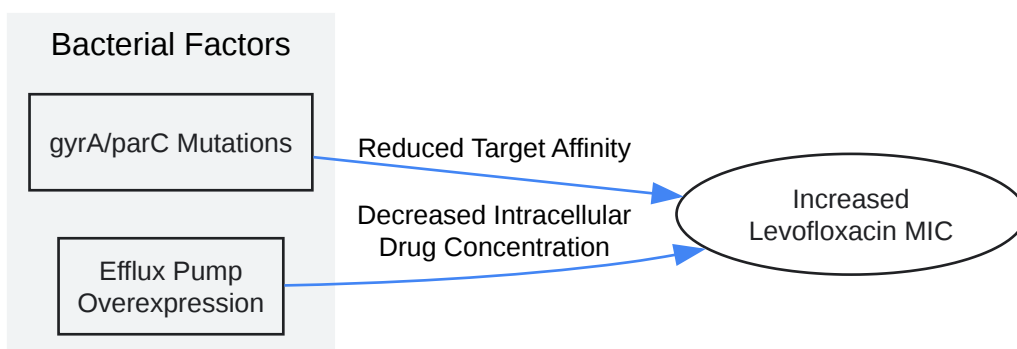 Bacterial Factors
gyrA/parC Mutations
Reduced Target Affinity
Decreased Intracellular
Drug Concentration
Efflux Pump
Overexpression
Increased
Levofloxacin MIC